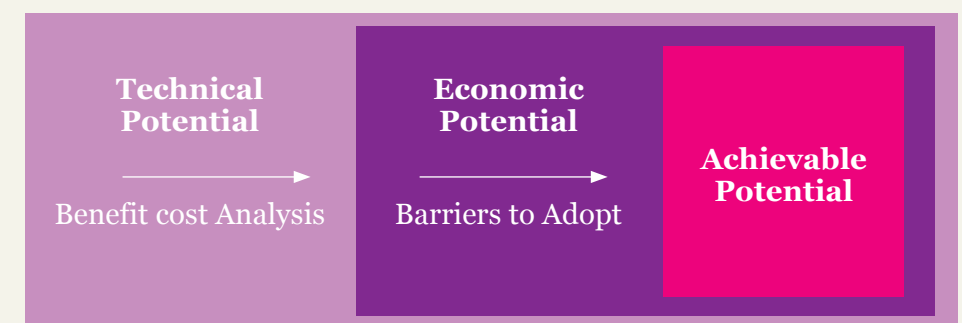 Technical
Potential
Benefit cost Analysis
Economic
Potential
Barriers to Adopt
Achievable
Potential